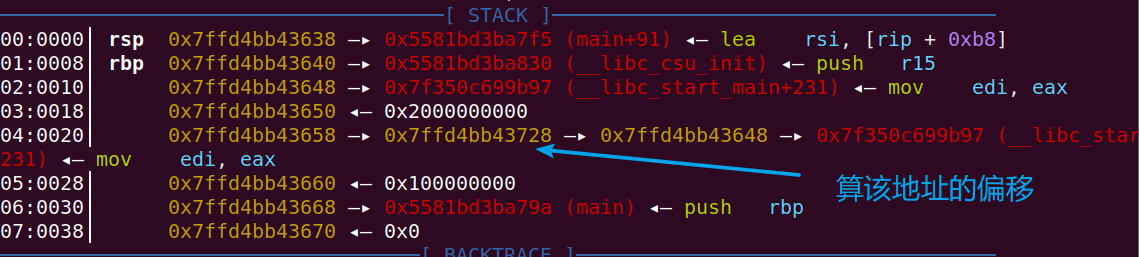 [ STACK ]
00:0000│ rsp 0x7ffd4bb43638 —▸ 0x5581bd3ba7f5 (main+91) ◂— lea rsi, [rip + 0xb8]
01:0008│ rbp 0x7ffd4bb43640 —▸ 0x5581bd3ba830 (__libc_csu_init) ◂— push r15
02:0010│ 0x7ffd4bb43648 —▸ 0x7f350c699b97 (__libc_start_main+231) ◂— mov edi, eax
03:0018│ 0x7ffd4bb43650 ◂— 0x2000000000
04:0020│ 0x7ffd4bb43658 —▸ 0x7ffd4bb43728 —▸ 0x7ffd4bb43648 —▸ 0x7f350c699b97 (__libc_star
231) ◂— mov edi, eax
05:0028│ 0x7ffd4bb43660 ◂— 0x100000000
算该地址的偏移
06:0030│ 0x7ffd4bb43668 —▸ 0x5581bd3ba79a (main) ◂— push rbp
07:0038│ 0x7ffd4bb43670 ◂— 0x0
[ BACKTRACE ]